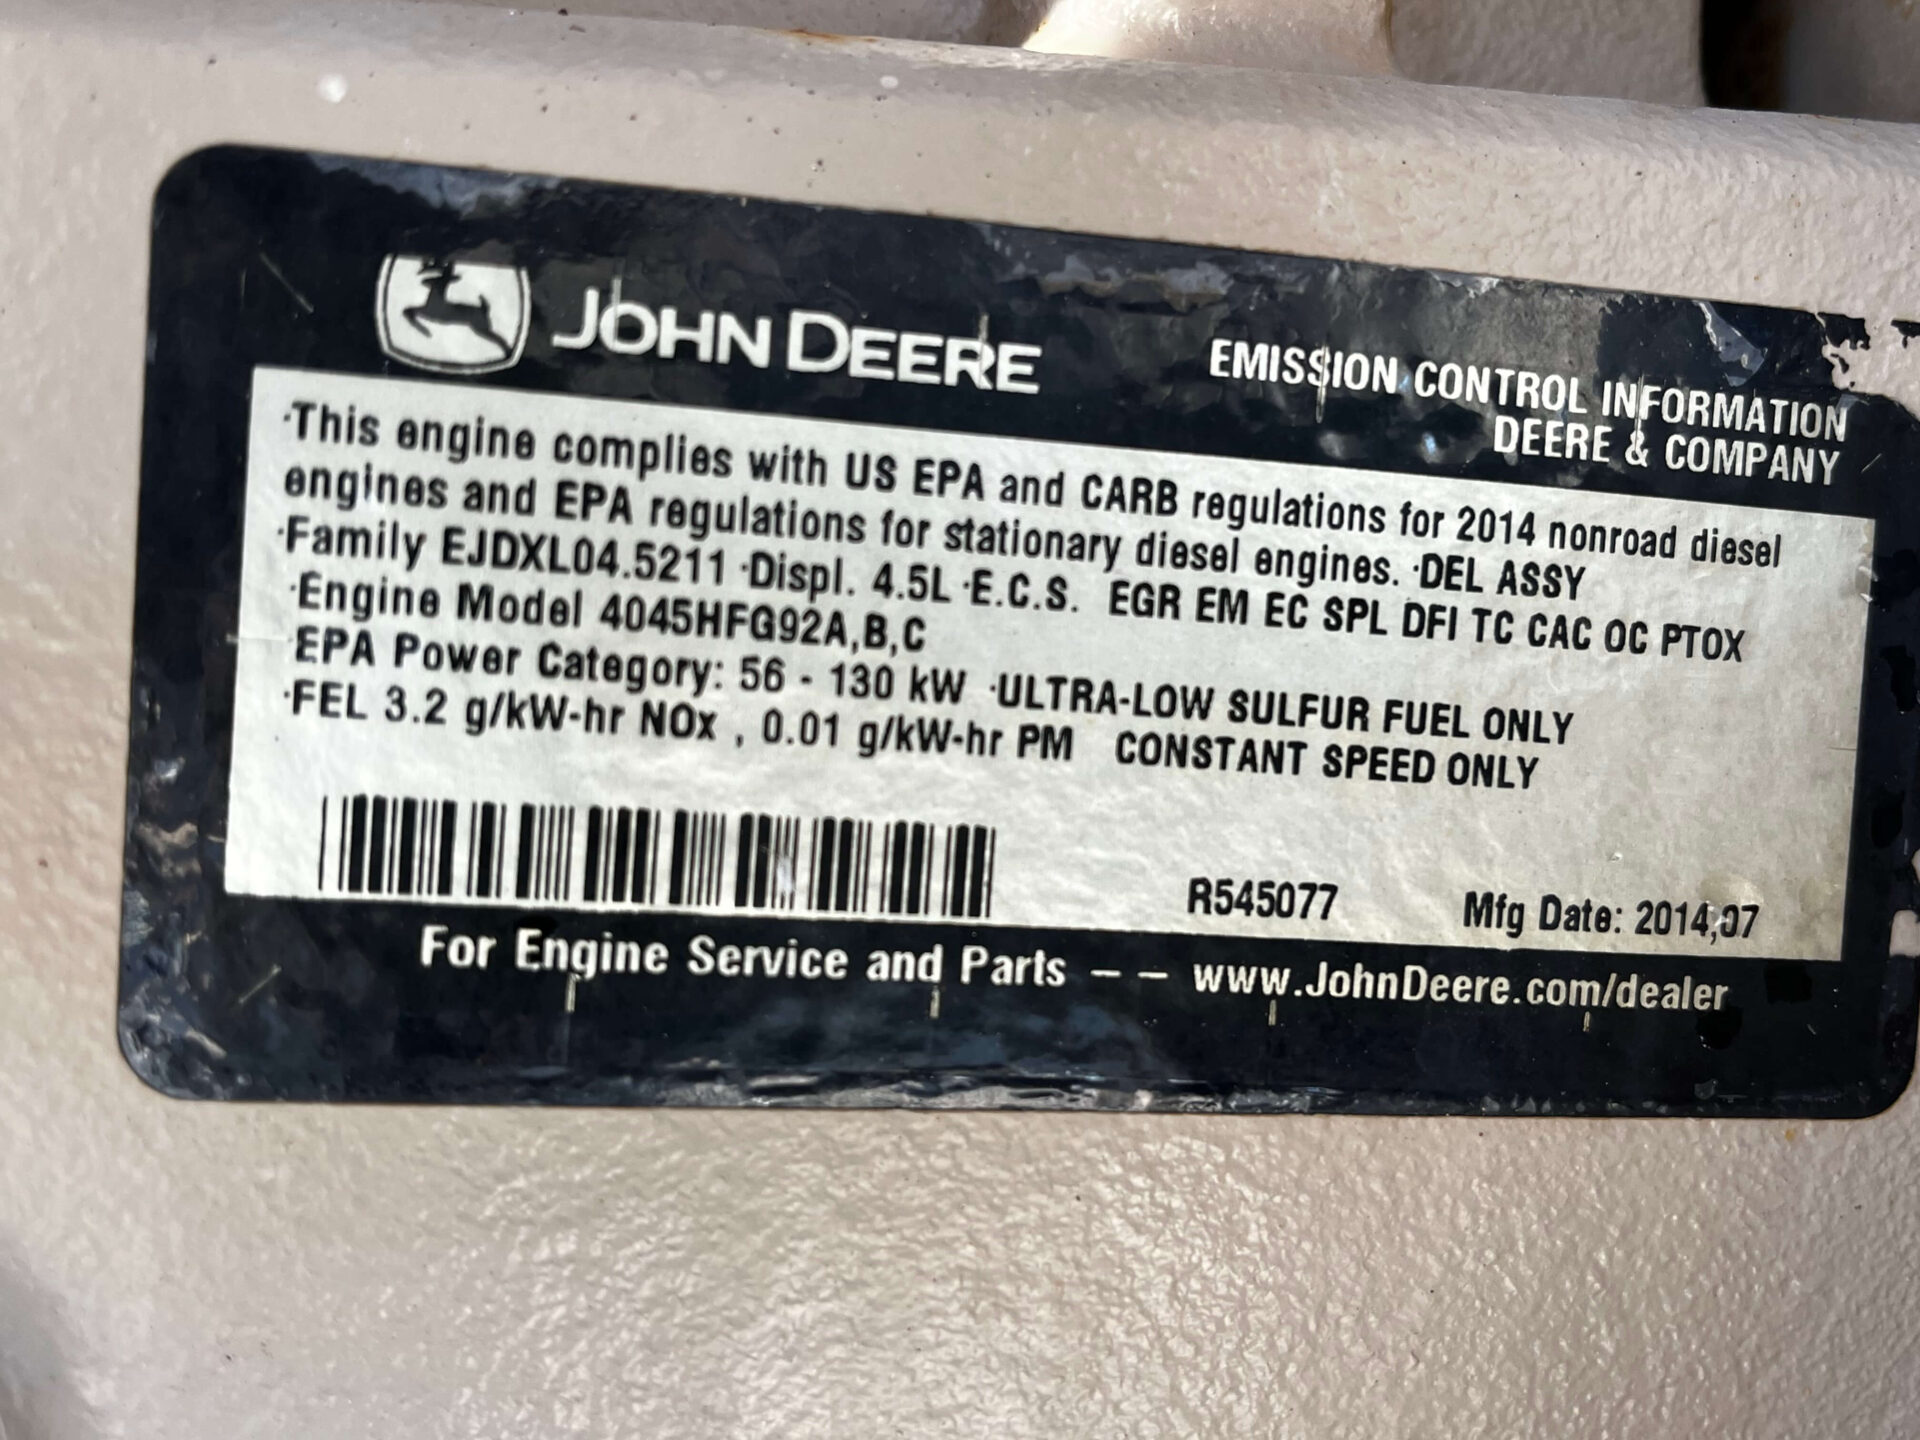 JOHN DEERE
EMISSION CONTROL INFORMATION
DEERE & COMPANY
·This engine complies with US EPA and CARB regulations for 2014 nonroad diesel
engines and EPA regulations for stationary diesel engines. ·DEL ASSY
·Family EJDXL04.5211 ·Displ. 4.5L ·E.C.S. EGR EM EC SPL DFI TC CAC OC PTOX
·Engine Model 4045HFG92A,B,C
EPA Power Category: 56 - 130 kW ·ULTRA-LOW SULFUR FUEL ONLY
·FEL 3.2 g/kW-hr NOx , 0.01 g/kW-hr PM CONSTANT SPEED ONLY
R545077 Mfg Date: 2014,07
For Engine Service and Parts – – www.JohnDeere.com/dealer